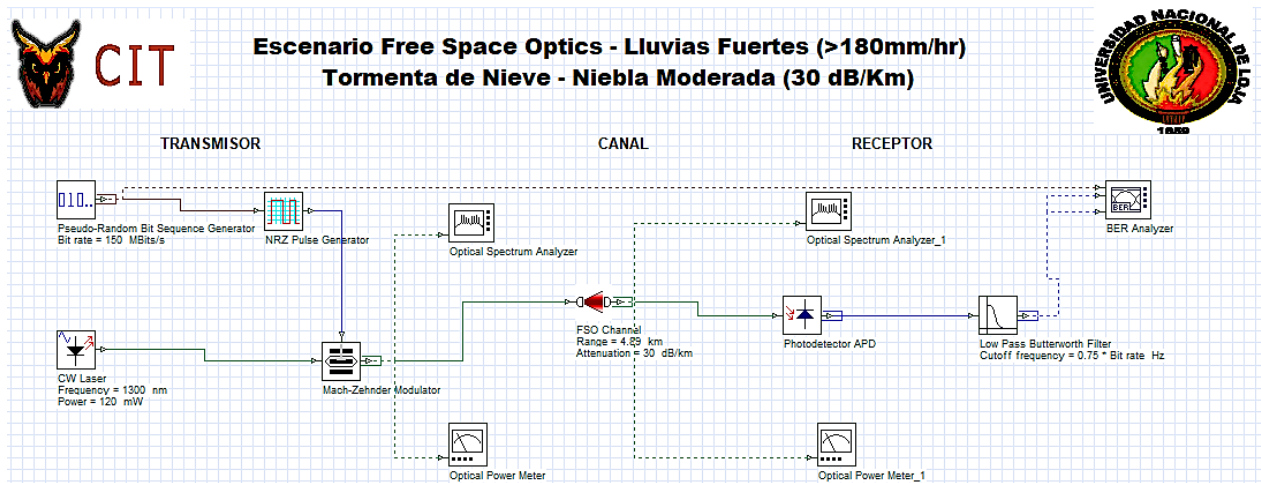 CIT
Escenario Free Space Optics - Lluvias Fuertes (>180mm/hr)
Tormenta de Nieve - Niebla Moderada (30 dB/Km)
UNIVERSIDAD NACIONAL DE LOJA
1859
TRANSMISOR
CANAL
RECEPTOR
010..
Pseudo-Random Bit Sequence Generator
Bit rate = 150 MBits/s
NRZ Pulse Generator
Optical Spectrum Analyzer
Optical Spectrum Analyzer_1
BER
BER Analyzer
CW Laser
Frequency = 1300 nm
Power = 120 mW
Mach-Zehnder Modulator
FSO Channel
Range = 4.89 km
Attenuation = 30 dB/km
Photodetector APD
Low Pass Butterworth Filter
Cutoff frequency = 0.75 * Bit rate Hz
Optical Power Meter
Optical Power Meter_1